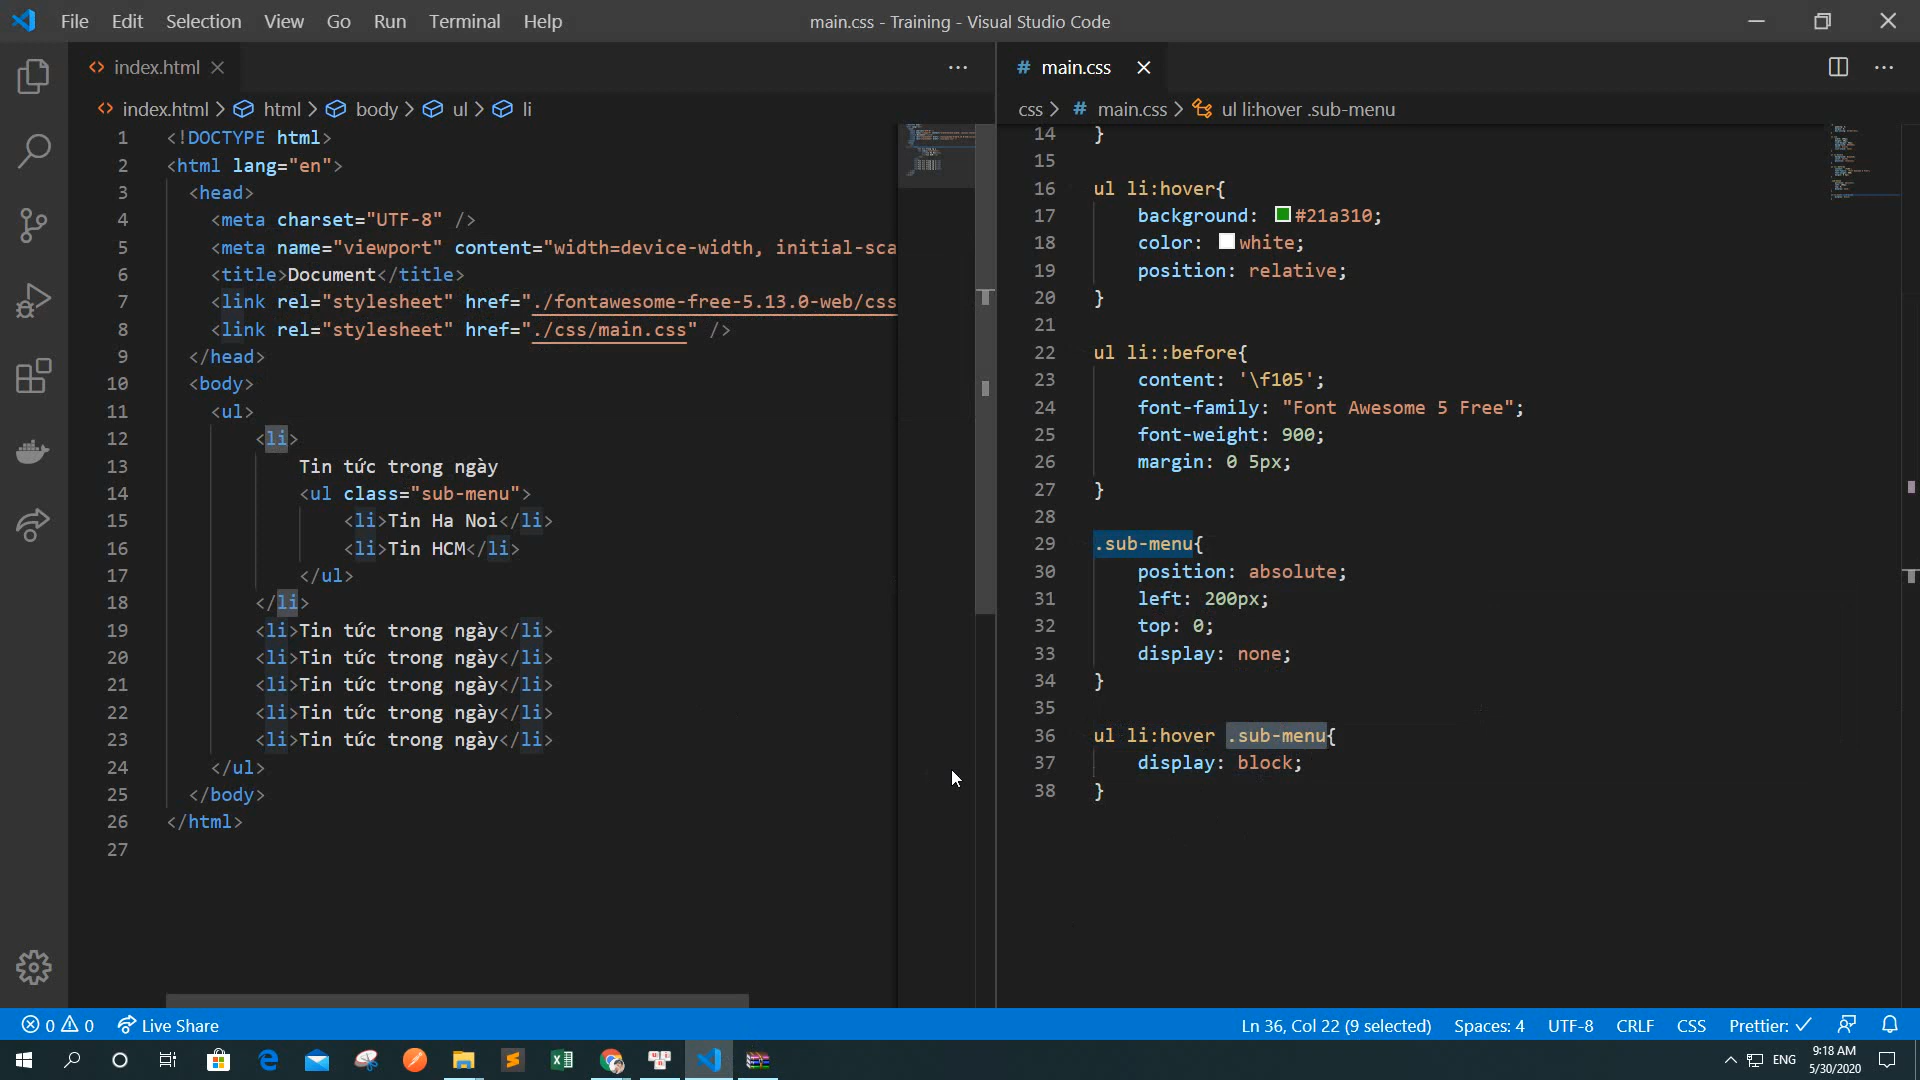 File Edit Selection View Go Run Terminal Help
main.css - Training - Visual Studio Code
index.html
index.html > html > body > ul > li
1 <!DOCTYPE html>
2 <html lang="en">
3 <head>
4 <meta charset="UTF-8" />
5 <meta name="viewport" content="width=device-width, initial-sca
6 <title>Document</title>
7 <link rel="stylesheet" href="./fontawesome-free-5.13.0-web/css
8 <link rel="stylesheet" href="./css/main.css" />
9 </head>
10 <body>
11 <ul>
12 <li>
13 Tin tức trong ngày
14 <ul class="sub-menu">
15 <li>Tin Ha Noi</li>
16 <li>Tin HCM</li>
17 </ul>
18 </li>
19 <li>Tin tức trong ngày</li>
20 <li>Tin tức trong ngày</li>
21 <li>Tin tức trong ngày</li>
22 <li>Tin tức trong ngày</li>
23 <li>Tin tức trong ngày</li>
24 </ul>
25 </body>
26 </html>
27
# main.css
css > # main.css > ul li:hover .sub-menu
14 }
15
16 ul li:hover{
17 background: #21a310;
18 color: white;
19 position: relative;
20 }
21
22 ul li::before{
23 content: '\f105';
24 font-family: "Font Awesome 5 Free";
25 font-weight: 900;
26 margin: 0 5px;
27 }
28
29 .sub-menu{
30 position: absolute;
31 left: 200px;
32 top: 0;
33 display: none;
34 }
35
36 ul li:hover .sub-menu{
37 display: block;
38 }
0 0 Live Share
Ln 36, Col 22 (9 selected) Spaces: 4 UTF-8 CRLF CSS Prettier: ✓
ENG
9:18 AM
5/30/2020